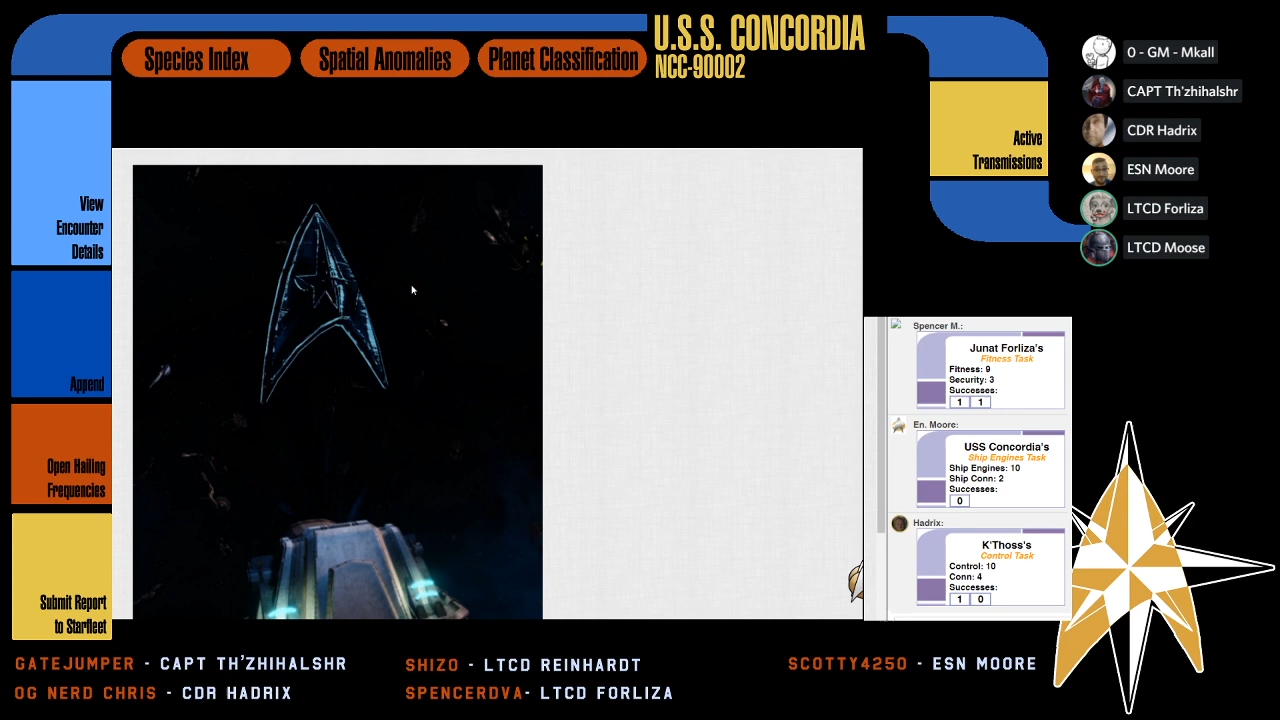 Species Index
Spatial Anomalies
Planet Classification
U.S.S. CONCORDIA
NCC-90002
View
Encounter
Details
Append
Open Hailing
Frequencies
Submit Report
to Starfleet
Active
Transmissions
0 - GM - Mkall
CAPT Th'zhihalshr
CDR Hadrix
ESN Moore
LTCD Forliza
LTCD Moose
Spencer M.:
Junat Forliza's
Fitness Task
Fitness: 9
Security: 3
Successes:
1 1
En. Moore:
USS Concordia's
Ship Engines Task
Ship Engines: 10
Ship Conn: 2
Successes:
0
Hadrix:
K'Thoss's
Control Task
Control: 10
Conn: 4
Successes:
1 0
GATEJUMPER - CAPT TH'ZHIHALSHR
OG NERD CHRIS - CDR HADRIX
SHIZO - LTCD REINHARDT
SPENCERDVA- LTCD FORLIZA
SCOTTY4250 - ESN MOORE